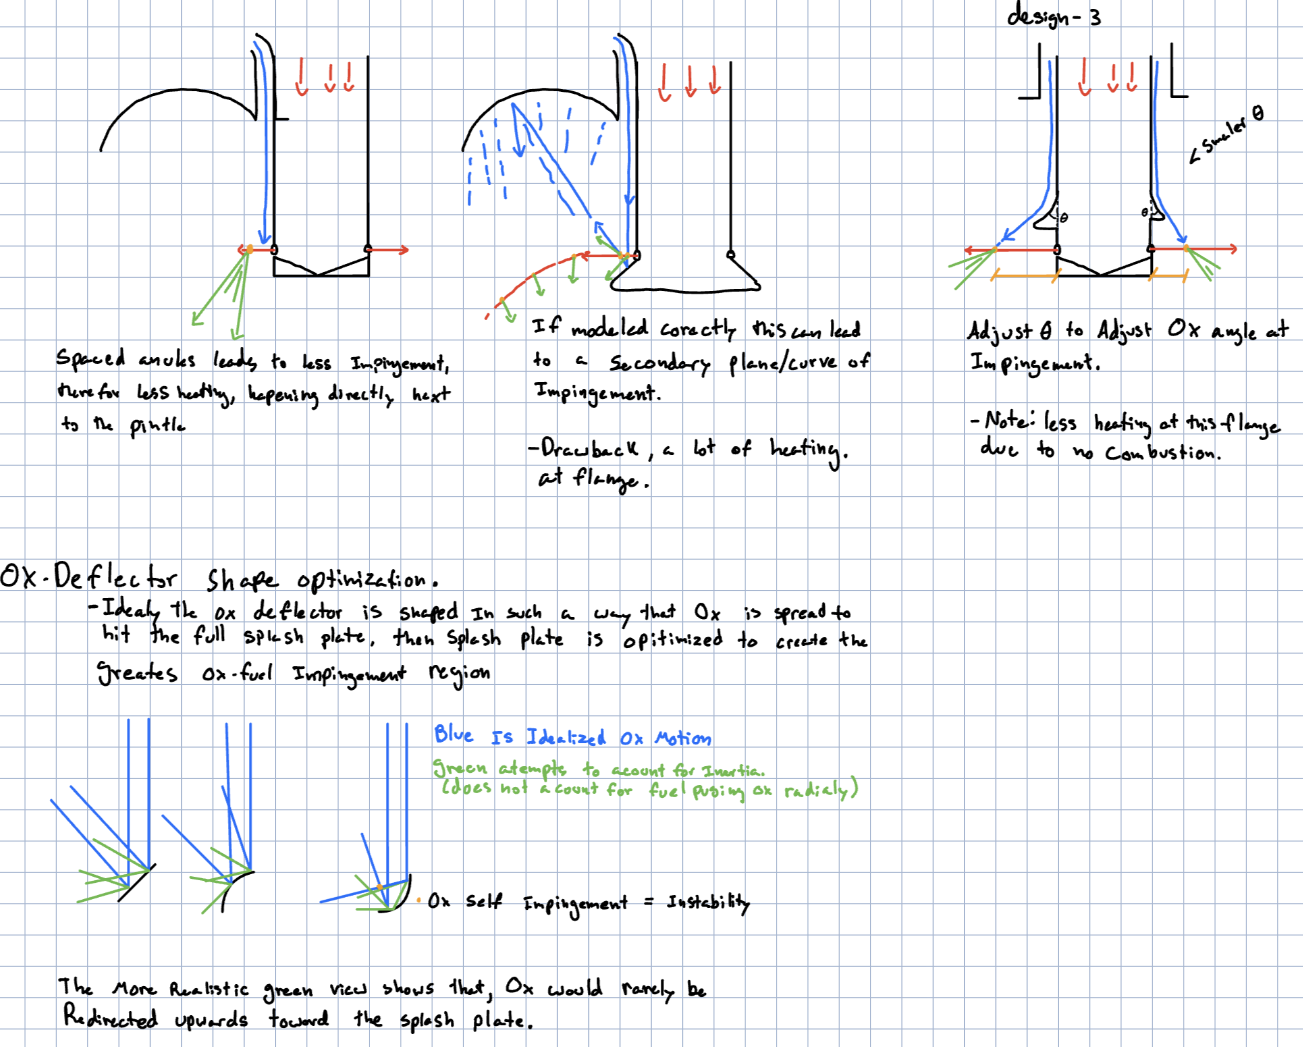 design-3
< Smaler θ
θ
θ
Spaced anules leads to less Impingement,
therefor less heating, hapening directly next
to the pintle
If modeled corectly this can lead
to a Secondary plane/curve of
Impingement.
-Drawback, a lot of heating.
at flange.
Adjust θ to Adjust Ox angle at
Impingement.
-Note: less heating at this flange
due to no combustion.
OX-Deflector shape optimization.
-Idealy the ox deflector is shaped In such a way that Ox is spread to
hit the full splash plate, then splash plate is opitimized to create the
greates ox-fuel Impingement region
Blue Is Idealized Ox Motion
green atempts to acount for Inertia.
(does not acount for fuel pusing ox radialy)
Ox Self Impingement = Instability
The More Realistic green view shows that, Ox would rarely be
Redirected upwards toward the splash plate.